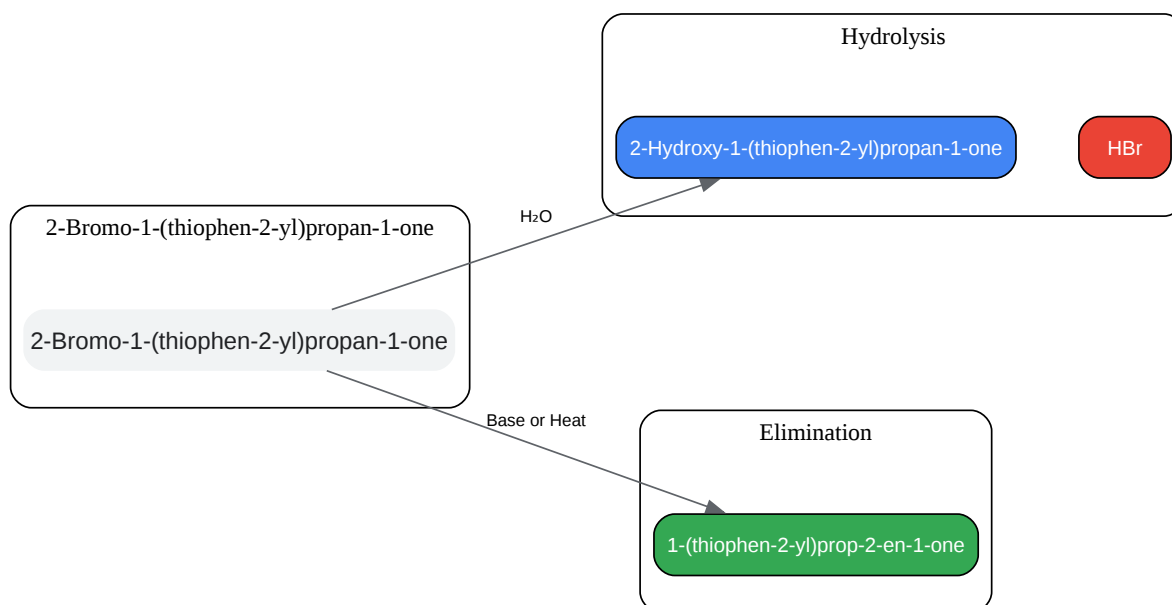 Hydrolysis
2-Hydroxy-1-(thiophen-2-yl)propan-1-one
HBr
H₂O
2-Bromo-1-(thiophen-2-yl)propan-1-one
2-Bromo-1-(thiophen-2-yl)propan-1-one
Base or Heat
Elimination
1-(thiophen-2-yl)prop-2-en-1-one